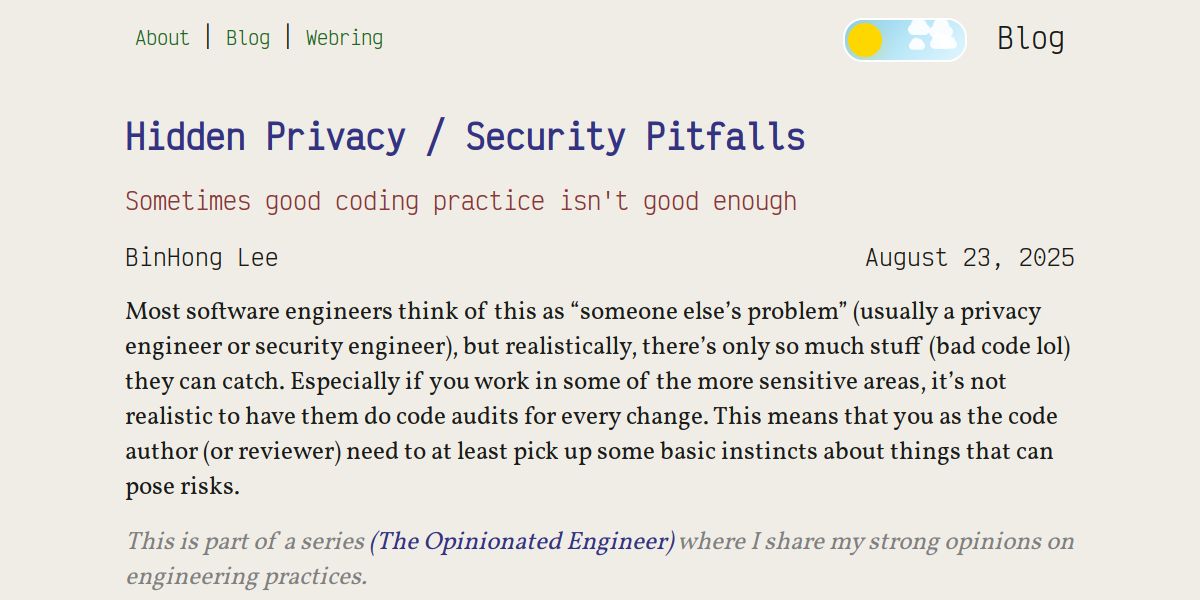 About | Blog | Webring
Blog
Hidden Privacy / Security Pitfalls
Sometimes good coding practice isn't good enough
BinHong Lee
August 23, 2025
Most software engineers think of this as “someone else’s problem” (usually a privacy
engineer or security engineer), but realistically, there’s only so much stuff (bad code lol)
they can catch. Especially if you work in some of the more sensitive areas, it’s not
realistic to have them do code audits for every change. This means that you as the code
author (or reviewer) need to at least pick up some basic instincts about things that can
pose risks.
This is part of a series (The Opinionated Engineer) where I share my strong opinions on
engineering practices.